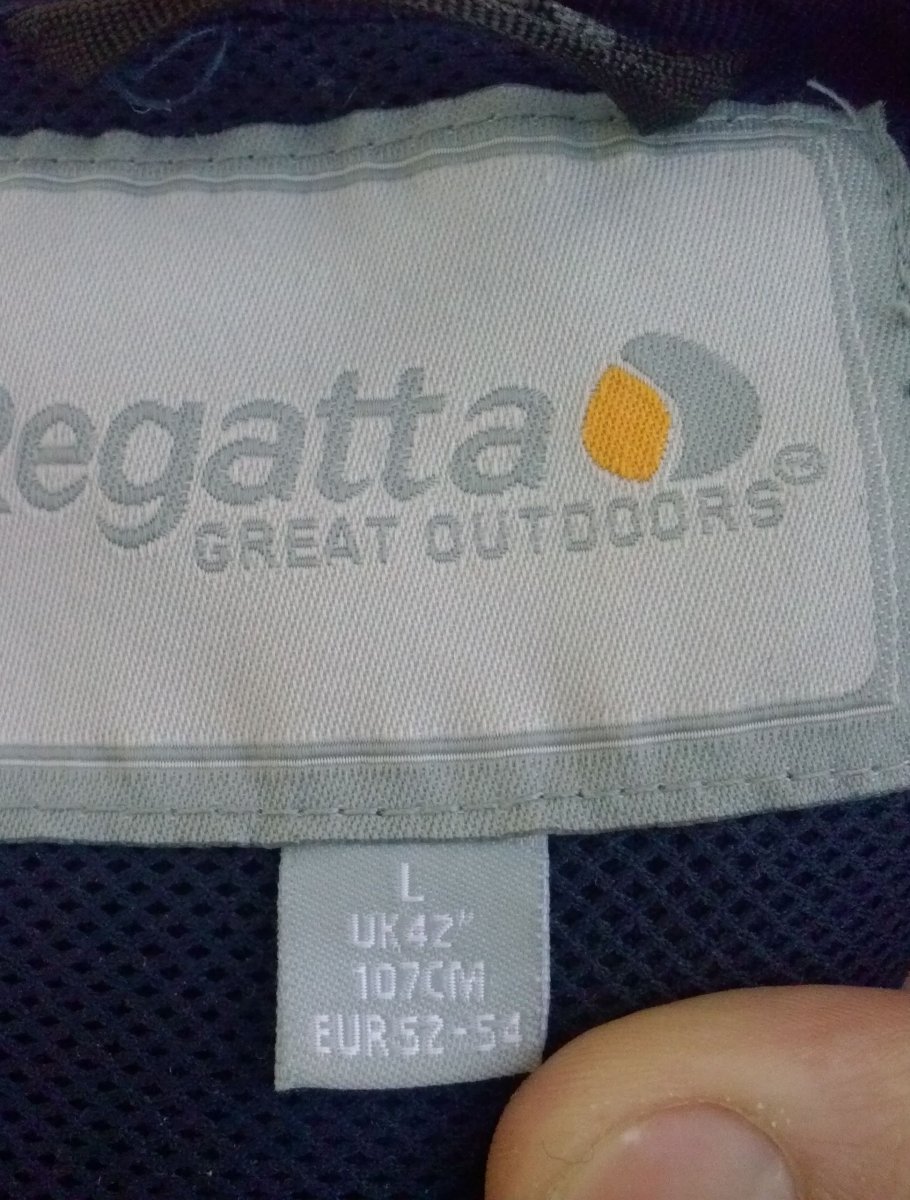 Regatta
GREAT OUTDOORS®
L
UK42"
107CM
EUR52-54